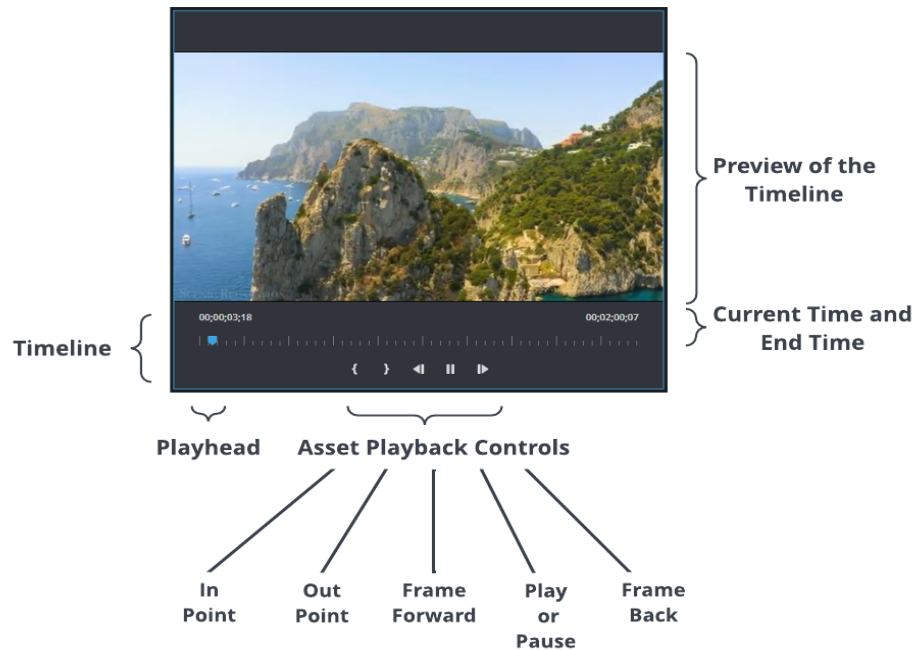 Preview of the
Timeline
00;00;03;18
00;02;00;07
Current Time and
End Time
Timeline
{ }
Playhead
Asset Playback Controls
In
Point
Out
Point
Frame
Forward
Play
or
Pause
Frame
Back